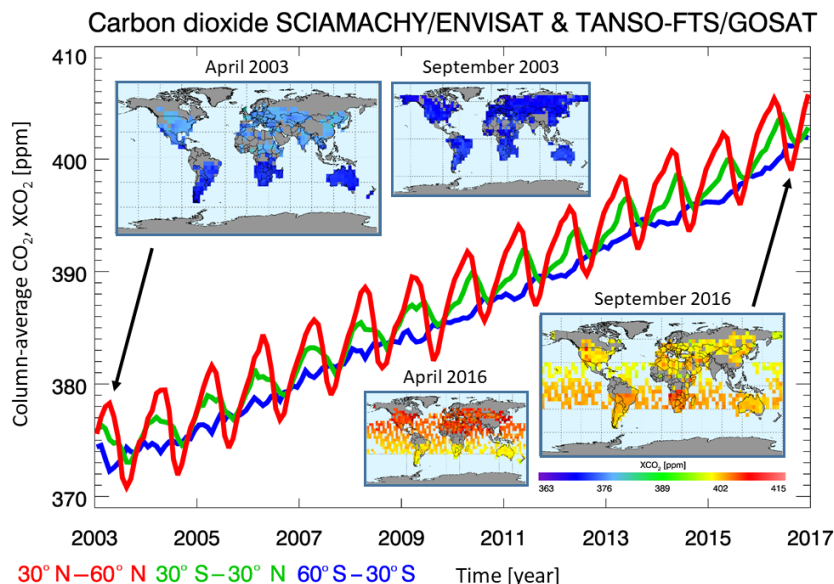 Carbon dioxide SCIAMACHY/ENVISAT & TANSO-FTS/GOSAT
410
400
390
380
370
Column-average CO₂, XCO₂ [ppm]
April 2003
September 2003
September 2016
April 2016
XCO₂ [ppm]
363 376 389 402 415
2003 2005 2007 2009 2011 2013 2015 2017
30° N–60° N 30° S–30° N 60° S–30° S Time [year]